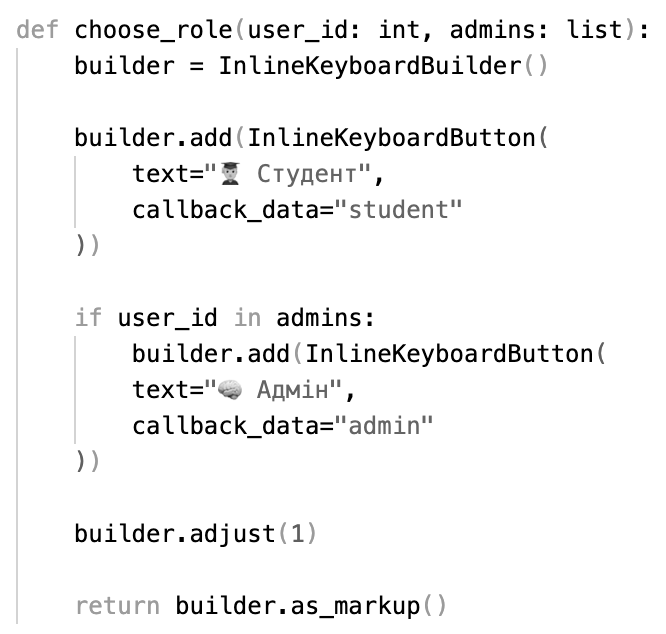 def choose_role(user_id: int, admins: list):
    builder = InlineKeyboardBuilder()

    builder.add(InlineKeyboardButton(
        text="👨‍🎓 Студент",
        callback_data="student"
    ))

    if user_id in admins:
        builder.add(InlineKeyboardButton(
        text="🧠 Адмін",
        callback_data="admin"
    ))

    builder.adjust(1)

    return builder.as_markup()